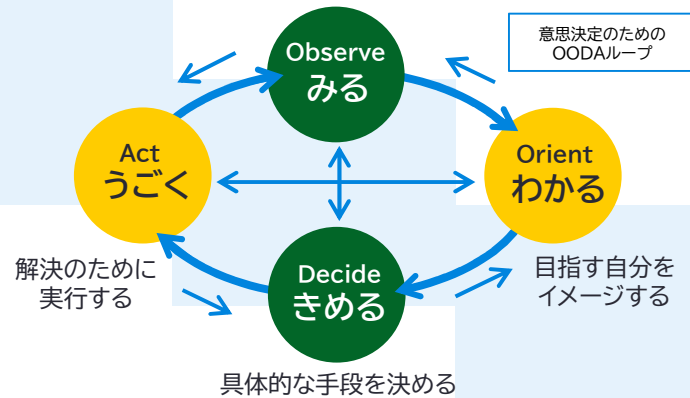 意思決定のための
OODAループ
Observe
みる
Act
うごく
Orient
わかる
Decide
きめる
解決のために
実行する
目指す自分を
イメージする
具体的な手段を決める